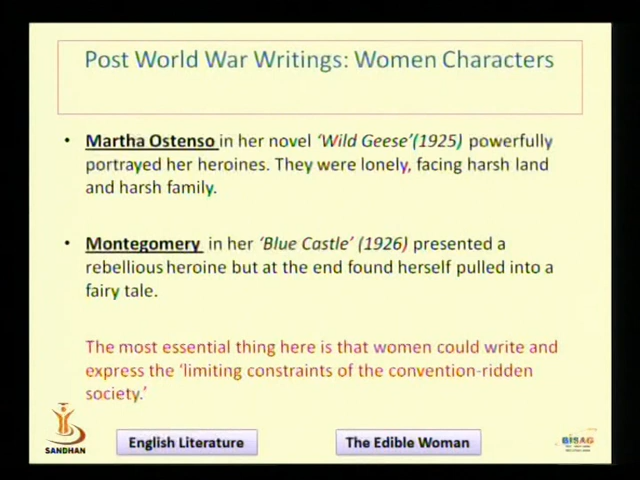 Post World War Writings: Women Characters
• Martha Ostenso in her novel ‘Wild Geese’(1925) powerfully
portrayed her heroines. They were lonely, facing harsh land
and harsh family.
• Montegomery in her ‘Blue Castle’ (1926) presented a
rebellious heroine but at the end found herself pulled into a
fairy tale.
The most essential thing here is that women could write and
express the ‘limiting constraints of the convention-ridden
society.’
SANDHAN
English Literature
The Edible Woman
BISAG